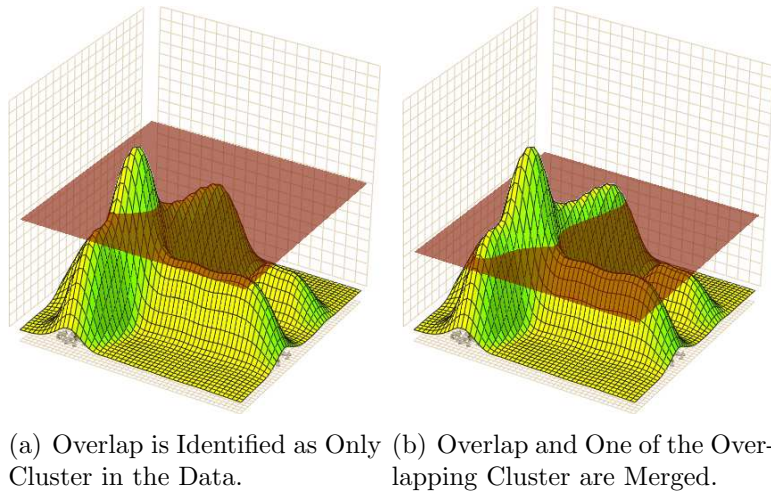 (a) Overlap is Identified as Only
Cluster in the Data.
(b) Overlap and One of the Over-
lapping Cluster are Merged.